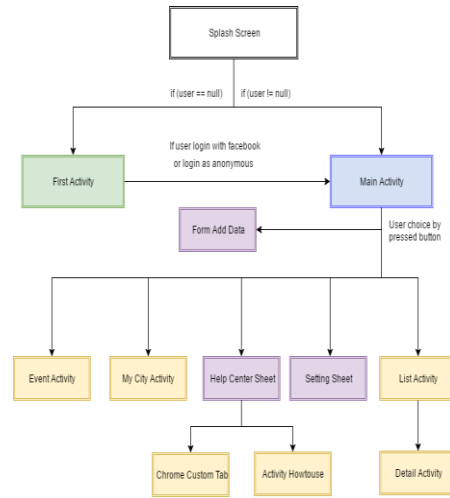 Splash Screen
if (user == null)
if (user != null)
If user login with facebook
or login as anonymous
First Activity
Main Activity
Form Add Data
User choice by
pressed button
Event Activity
My City Activity
Help Center Sheet
Setting Sheet
List Activity
Chrome Custom Tab
Activity Howtouse
Detail Activity